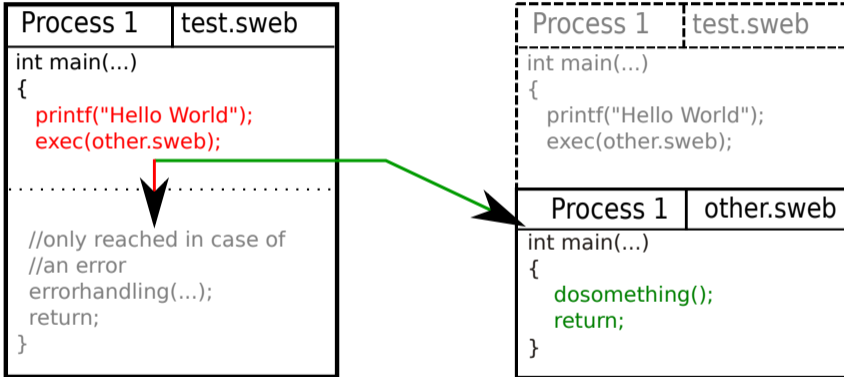 Process 1 test.sweb
int main(...)
{
printf("Hello World");
exec(other.sweb);
//only reached in case of
//an error
errorhandling(...);
return;
}
Process 1 test.sweb
int main(...)
{
printf("Hello World");
exec(other.sweb);
Process 1 other.sweb
int main(...)
{
dosomething();
return;
}